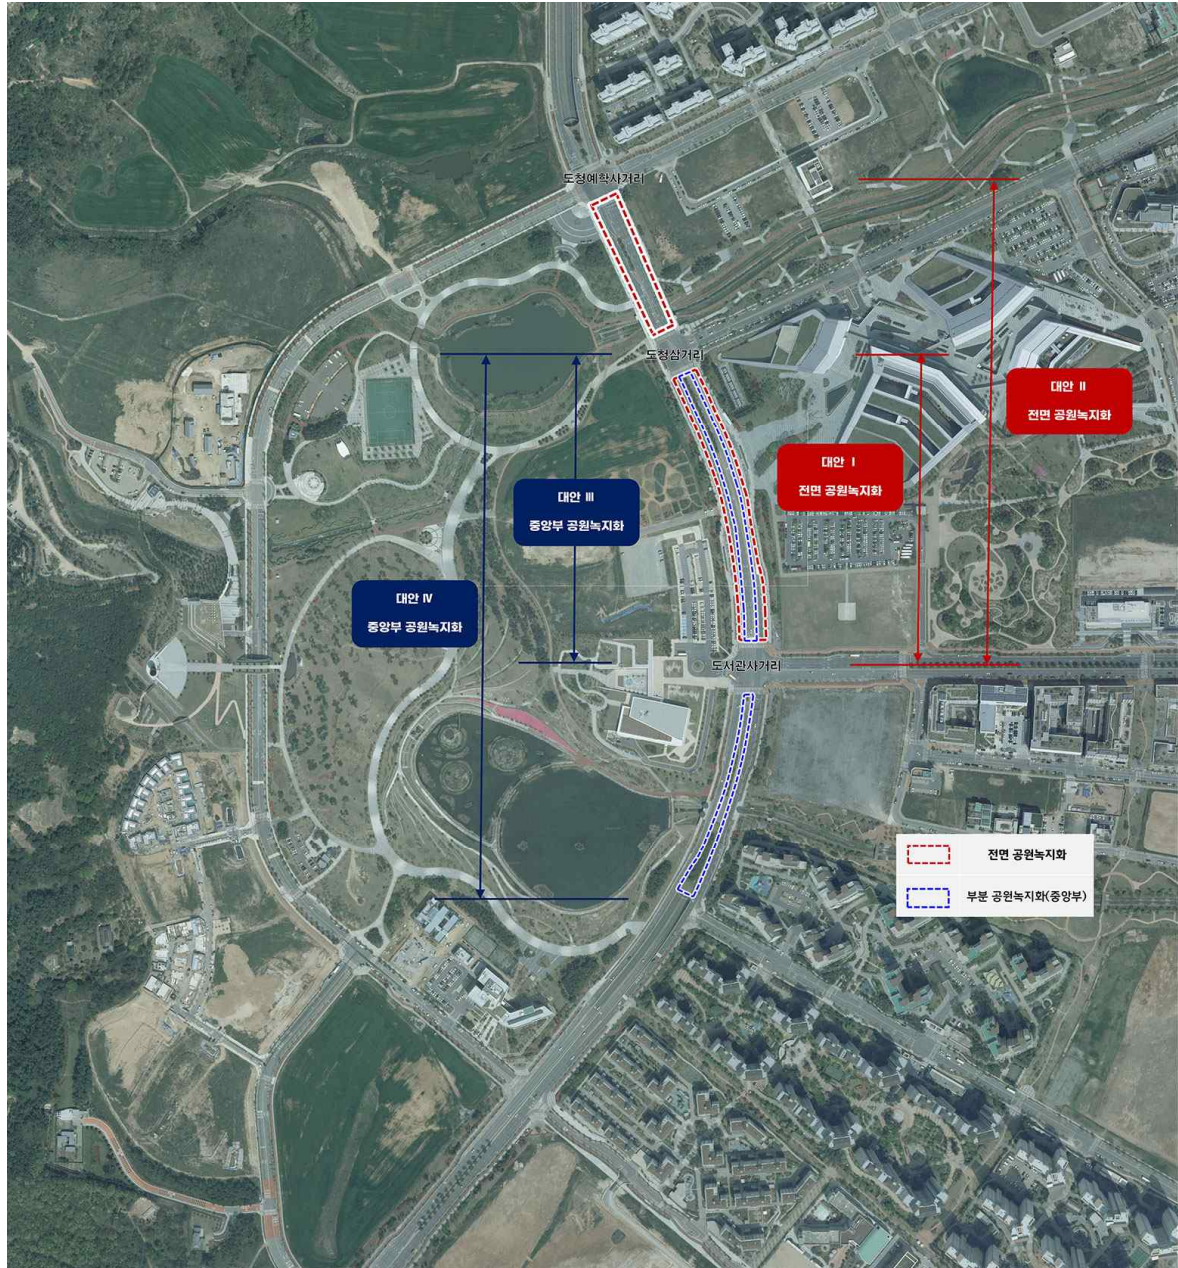 도청예학사거리
도청삼거리
대안 Ⅱ
전면 공원녹지화
대안 Ⅰ
전면 공원녹지화
대안 Ⅲ
중앙부 공원녹지화
대안 Ⅳ
중앙부 공원녹지화
도서관사거리
전면 공원녹지화
부분 공원녹지화(중앙부)